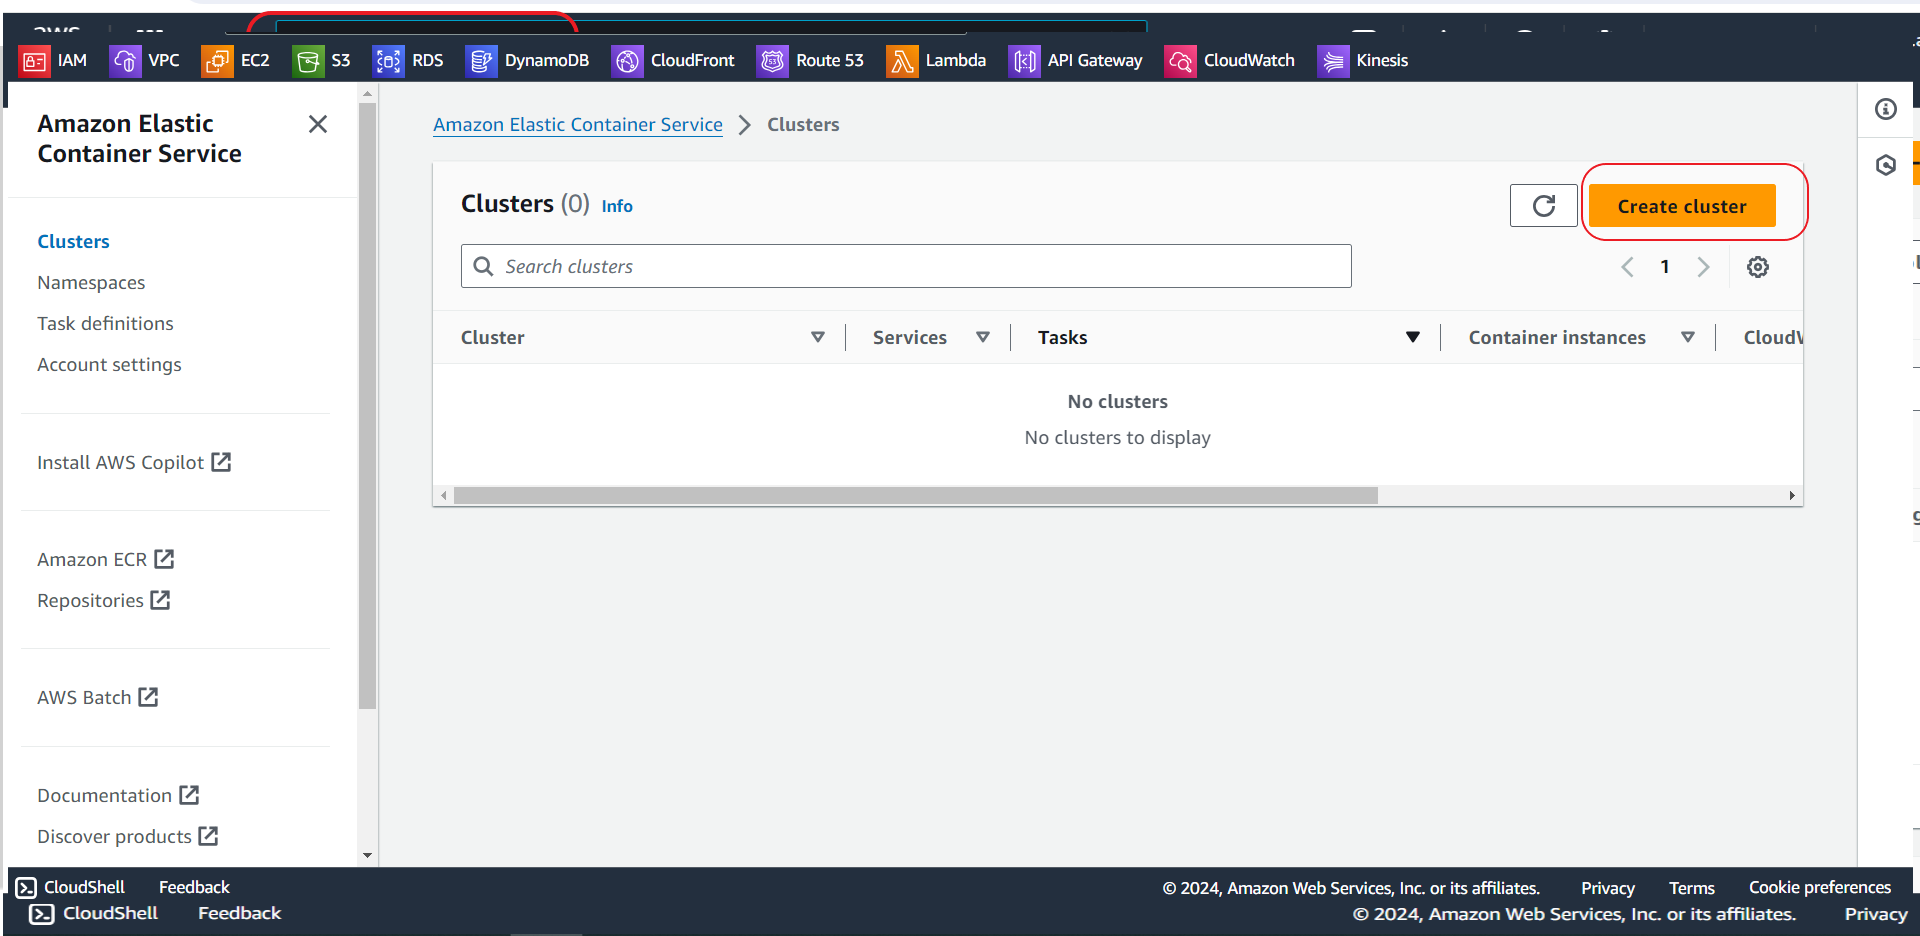 IAM VPC EC2 S3 RDS DynamoDB CloudFront Route 53 Lambda API Gateway CloudWatch Kinesis
Amazon Elastic
Container Service
Clusters
Namespaces
Task definitions
Account settings
Install AWS Copilot
Amazon ECR
Repositories
AWS Batch
Documentation
Discover products
Amazon Elastic Container Service > Clusters
Clusters (0) Info
Create cluster
Search clusters
1
Cluster Services Tasks Container instances
No clusters
No clusters to display
CloudShell Feedback © 2024, Amazon Web Services, Inc. or its affiliates. Privacy Terms Cookie preferences
CloudShell Feedback © 2024, Amazon Web Services, Inc. or its affiliates. Privacy